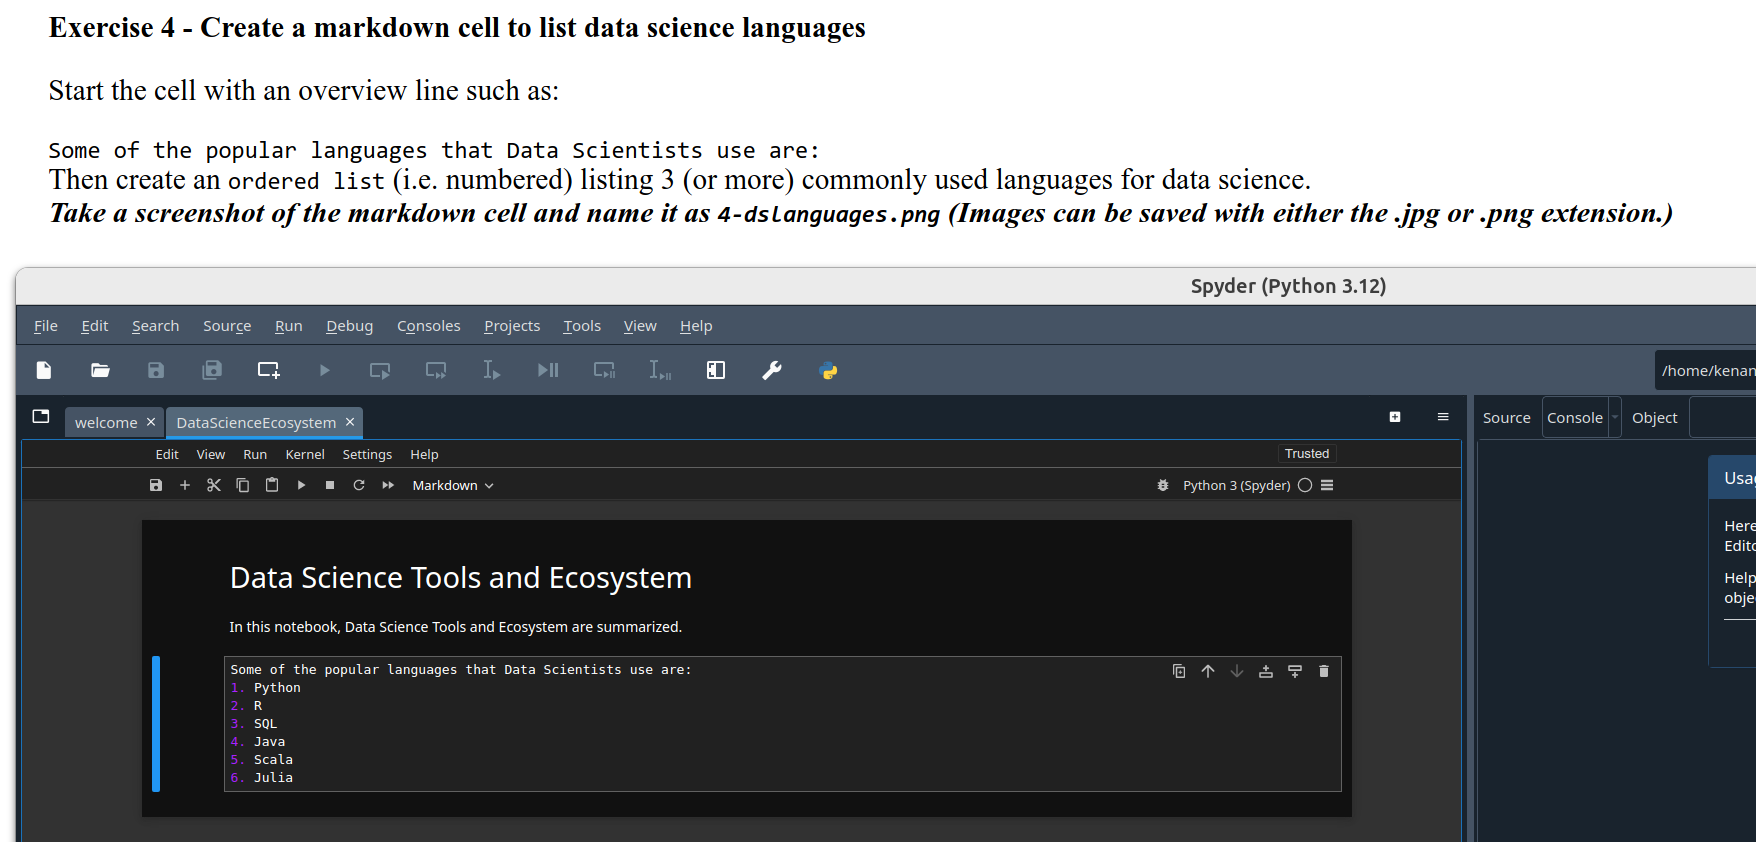 Exercise 4 - Create a markdown cell to list data science languages
Start the cell with an overview line such as:
Some of the popular languages that Data Scientists use are:
Then create an ordered list (i.e. numbered) listing 3 (or more) commonly used languages for data science.
Take a screenshot of the markdown cell and name it as 4-dslanguages.png (Images can be saved with either the .jpg or .png extension.)
Spyder (Python 3.12)
File Edit Search Source Run Debug Consoles Projects Tools View Help
/home/kenan
welcome DataScienceEcosystem
Source Console Object
Edit View Run Kernel Settings Help Trusted
Markdown Python 3 (Spyder)
Usag
Here
Edito
Help
obje
Data Science Tools and Ecosystem
In this notebook, Data Science Tools and Ecosystem are summarized.
Some of the popular languages that Data Scientists use are:
1. Python
2. R
3. SQL
4. Java
5. Scala
6. Julia